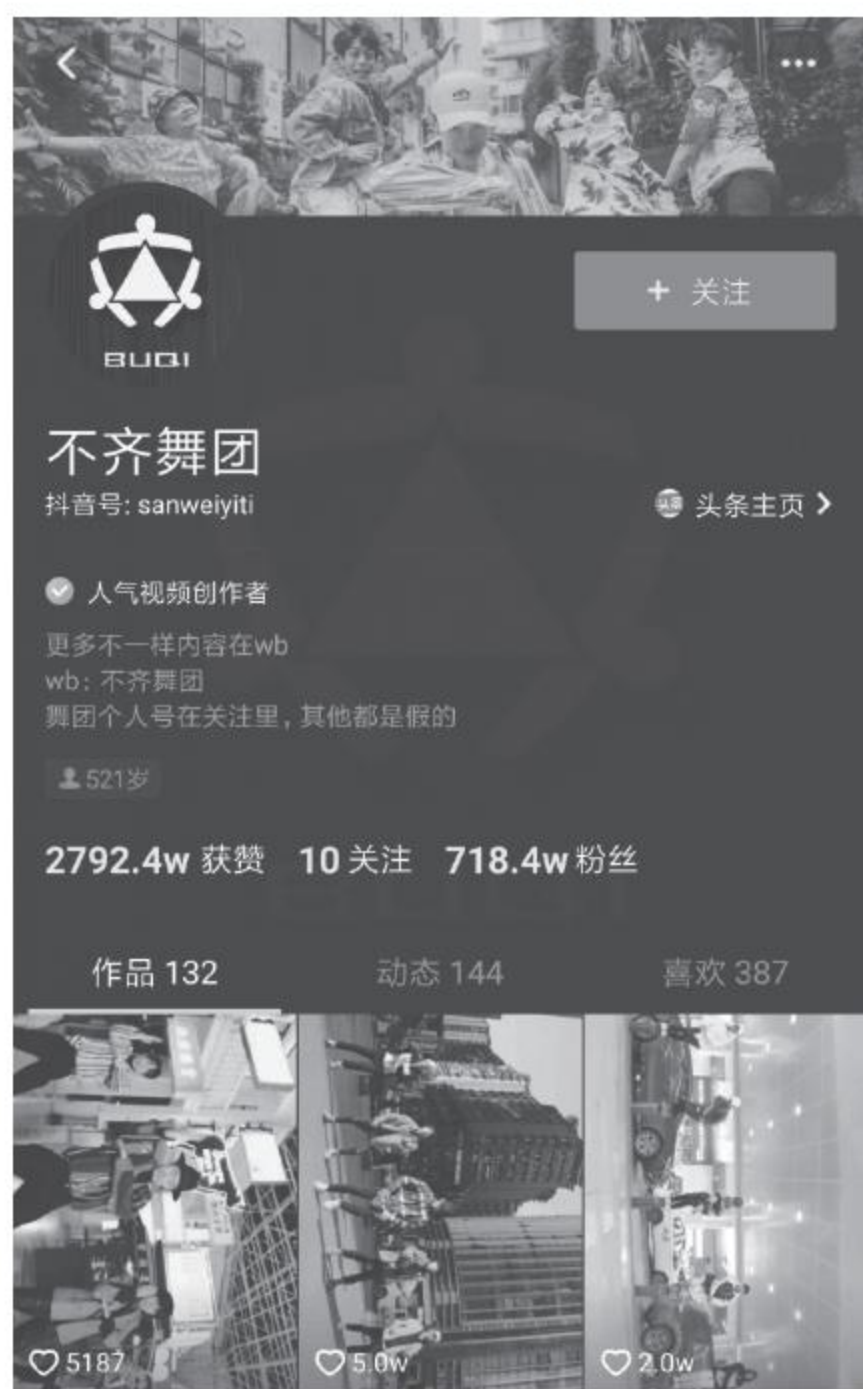 + 关注
BUQI
不齐舞团
抖音号: sanweiyiti
头条主页
人气视频创作者
更多不一样内容在wb
wb: 不齐舞团
舞团个人号在关注里, 其他都是假的
521岁
2792.4w 获赞 10 关注 718.4w 粉丝
作品 132 动态 144 喜欢 387
5187 5.0w 2.0w